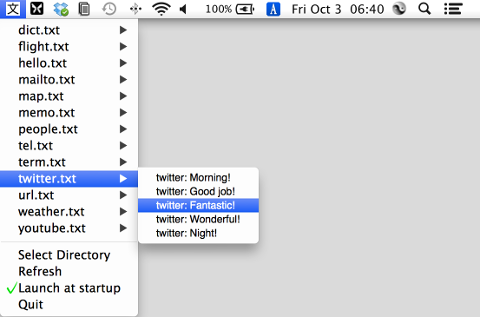 文 100% A Fri Oct 3 06:40
dict.txt
flight.txt
hello.txt
mailto.txt
map.txt
memo.txt
people.txt
tel.txt
term.txt
twitter.txt
url.txt
weather.txt
youtube.txt
twitter: Morning!
twitter: Good job!
twitter: Fantastic!
twitter: Wonderful!
twitter: Night!
Select Directory
Refresh
Launch at startup
Quit